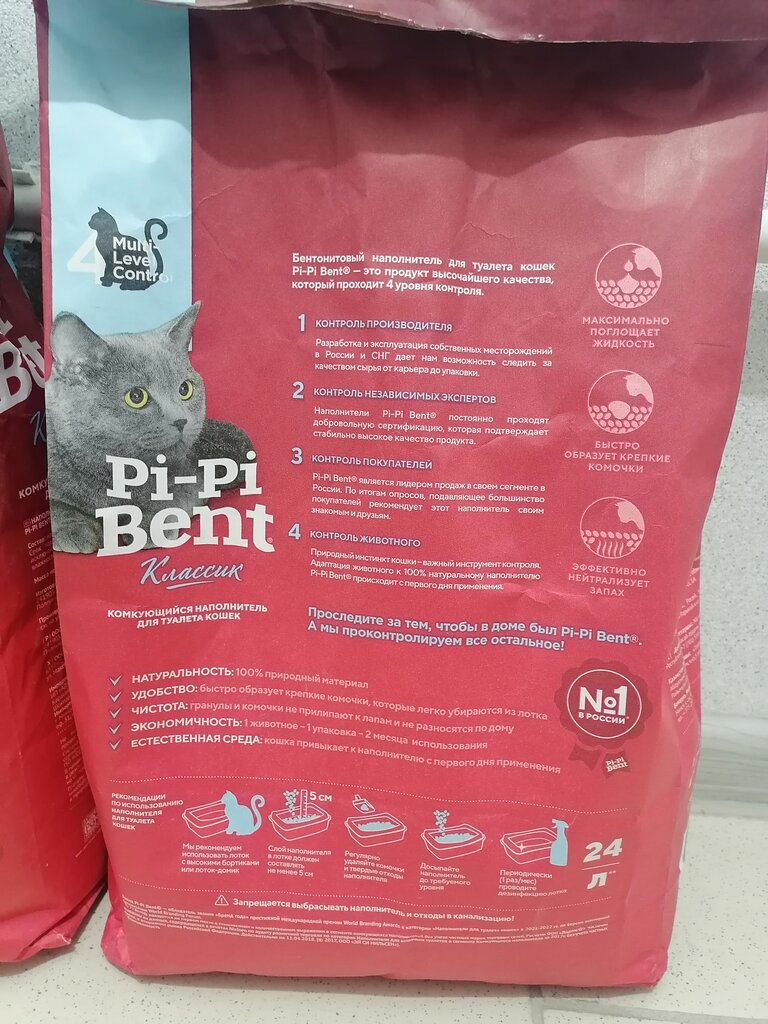 4 Multi-
Level
Control
Бентонитовый наполнитель для туалета кошек
Pi-Pi Bent® – это продукт высочайшего качества,
который проходит 4 уровня контроля.
1 КОНТРОЛЬ ПРОИЗВОДИТЕЛЯ
Разработка и эксплуатация собственных месторождений
в России и СНГ дает нам возможность следить за
качеством сырья от карьера до упаковки.
2 КОНТРОЛЬ НЕЗАВИСИМЫХ ЭКСПЕРТОВ
Наполнители Pi-Pi Bent® постоянно проходят
добровольную сертификацию, которая подтверждает
стабильно высокое качество продукта.
3 КОНТРОЛЬ ПОКУПАТЕЛЕЙ
Pi-Pi Bent® является лидером продаж в своем сегменте в
России. По итогам опросов, подавляющее большинство
покупателей рекомендует этот наполнитель своим
знакомым и друзьям.
4 КОНТРОЛЬ ЖИВОТНОГО
Природный инстинкт кошки – важный инструмент контроля.
Адаптация животного к 100% натуральному наполнителю
Pi-Pi Bent® происходит с первого дня применения.
МАКСИМАЛЬНО
ПОГЛОЩАЕТ
ЖИДКОСТЬ
БЫСТРО
ОБРАЗУЕТ КРЕПКИЕ
КОМОЧКИ
ЭФФЕКТИВНО
НЕЙТРАЛИЗУЕТ
ЗАПАХ
Pi-Pi
Bent
Классик
КОМКУЮЩИЙСЯ НАПОЛНИТЕЛЬ
ДЛЯ ТУАЛЕТА КОШЕК
Проследите за тем, чтобы в доме был Pi-Pi Bent®.
А мы проконтролируем все остальное!
НАТУРАЛЬНОСТЬ: 100% природный материал
УДОБСТВО: быстро образует крепкие комочки, которые легко убираются из лотка
ЧИСТОТА: гранулы и комочки не прилипают к лапам и не разносятся по дому
ЭКОНОМИЧНОСТЬ: 1 животное – 1 упаковка – 2 месяца использования
ЕСТЕСТВЕННАЯ СРЕДА: кошка привыкает к наполнителю с первого дня применения
№1
В РОССИИ*
Pi-Pi
Bent
РЕКОМЕНДАЦИИ
ПО ИСПОЛЬЗОВАНИЮ
НАПОЛНИТЕЛЯ
ДЛЯ ТУАЛЕТА
КОШЕК
5 СМ
Мы рекомендуем
использовать лоток
с высокими бортиками
или лоток-домик
Слой наполнителя
в лотке должен
составлять
не менее 5 см
Регулярно
удаляйте комочки
и твердые отходы
наполнителя
Досыпайте
наполнитель
до требуемого
уровня
Периодически
(1 раз/мес)
проводите
дезинфекцию лотка
24
Л**
Запрещается выбрасывать наполнитель и отходы в канализацию!